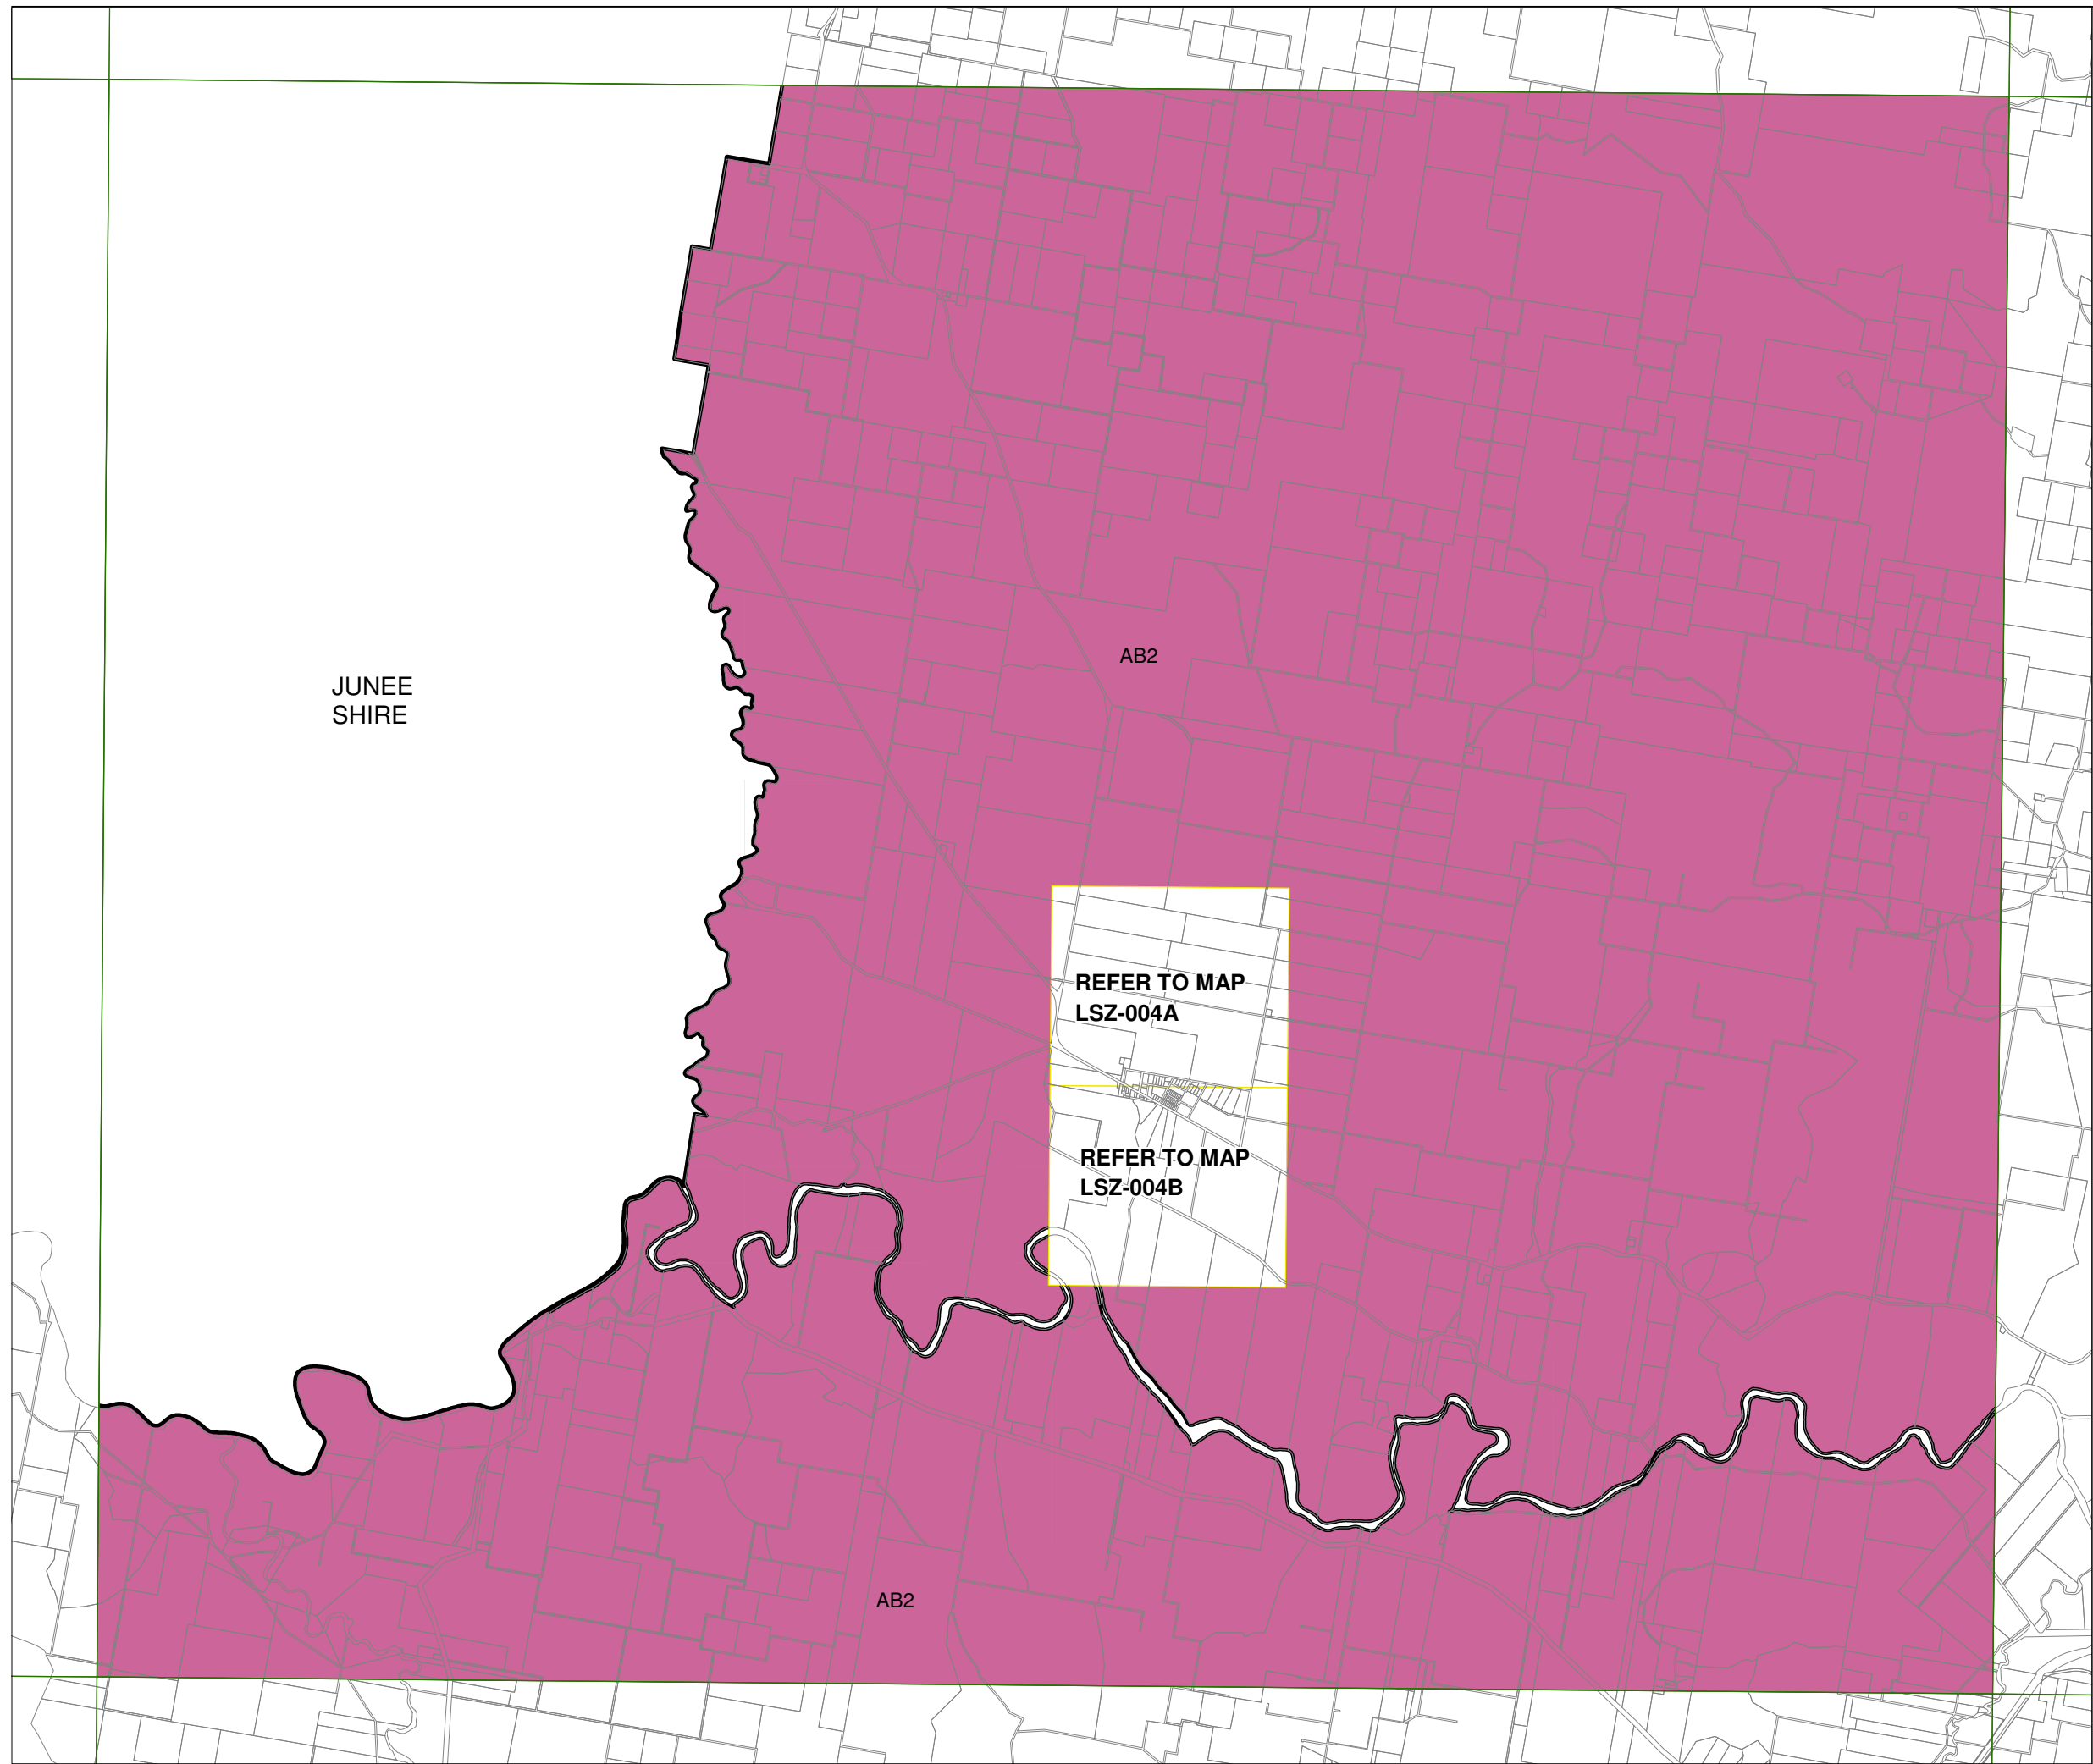 AB2
JUNEE
SHIRE
REFER TO MAP
LSZ-004A
REFER TO MAP
LSZ-004B
AB2